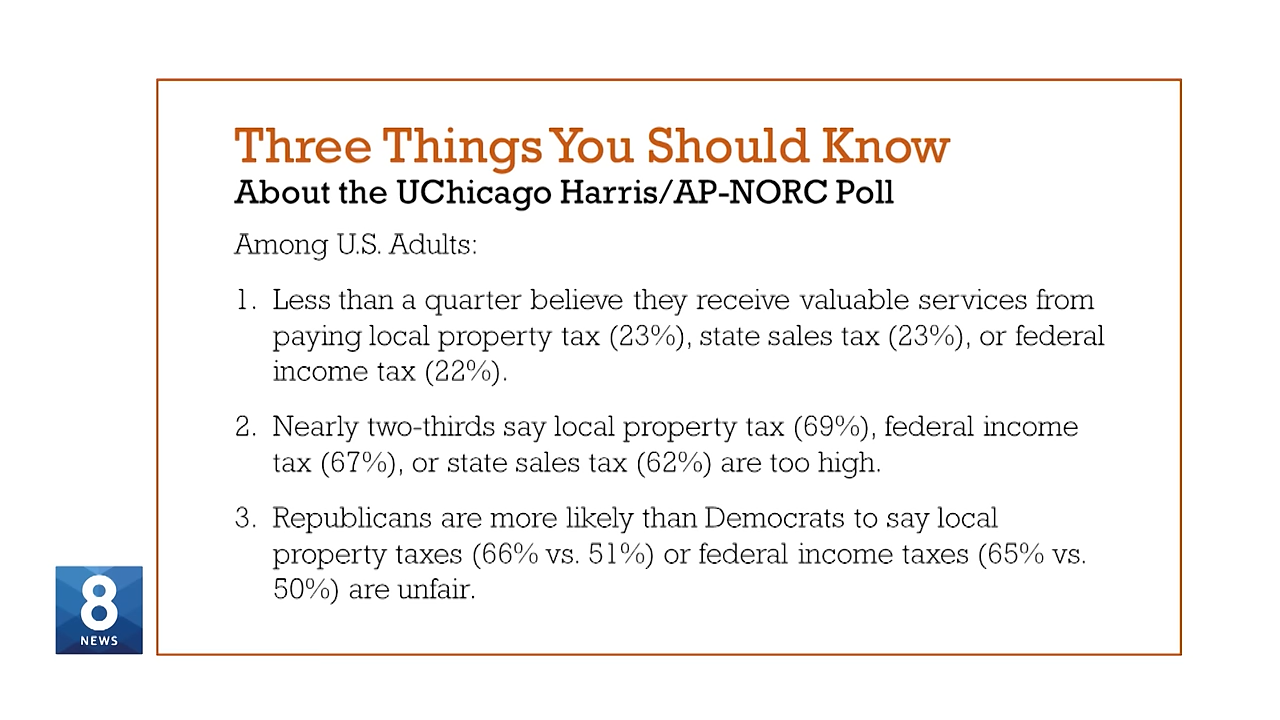 Three Things You Should Know
About the UChicago Harris/AP-NORC Poll
Among U.S. Adults:
1. Less than a quarter believe they receive valuable services from
paying local property tax (23%), state sales tax (23%), or federal
income tax (22%).
2. Nearly two-thirds say local property tax (69%), federal income
tax (67%), or state sales tax (62%) are too high.
3. Republicans are more likely than Democrats to say local
property taxes (66% vs. 51%) or federal income taxes (65% vs.
50%) are unfair.
8
NEWS